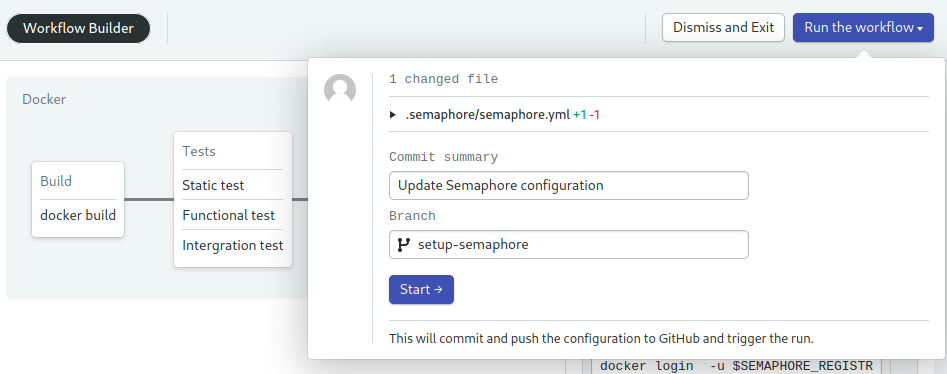 Workflow Builder
Dismiss and Exit
Run the workflow
Docker
Build
docker build
Tests
Static test
Functional test
Intergration test
1 changed file
.semaphore/semaphore.yml +1 -1
Commit summary
Update Semaphore configuration
Branch
setup-semaphore
Start →
This will commit and push the configuration to GitHub and trigger the run.
docker login -u $SEMAPHORE_REGISTR